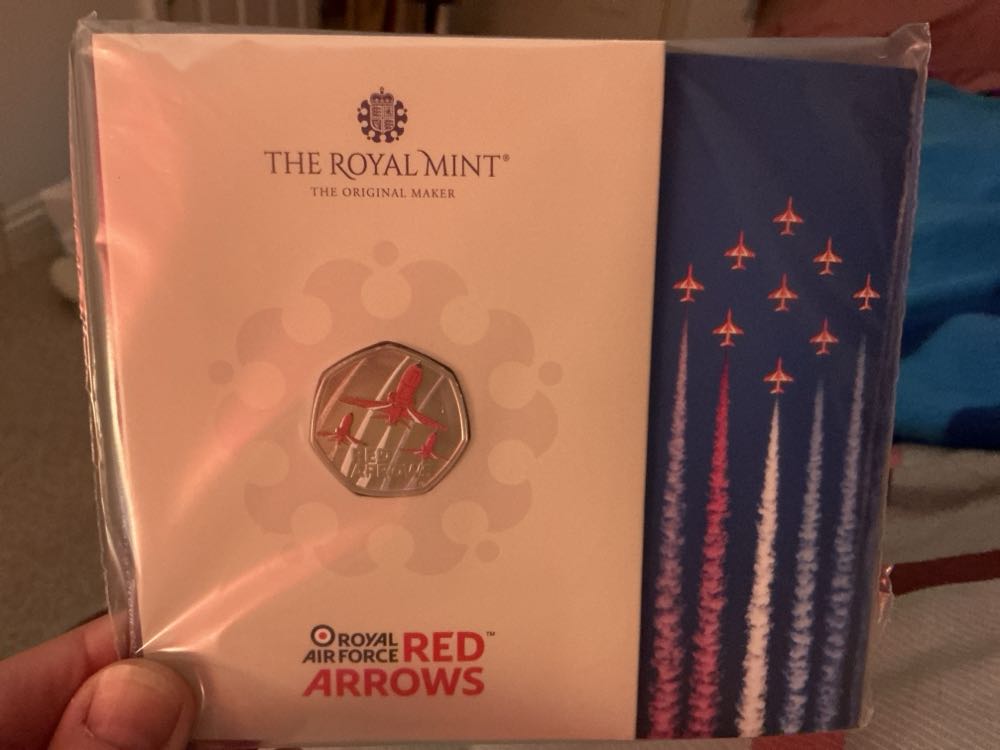 THE ROYAL MINT®
THE ORIGINAL MAKER
RED
ARROWS
ROYAL
AIR FORCE RED™
ARROWS